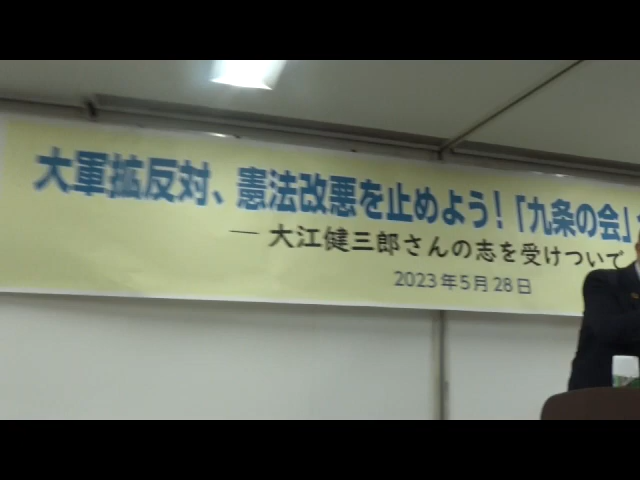 大軍拡反対、憲法改悪を止めよう!「九条の会」
― 大江健三郎さんの志を受けついで
2023年5月28日